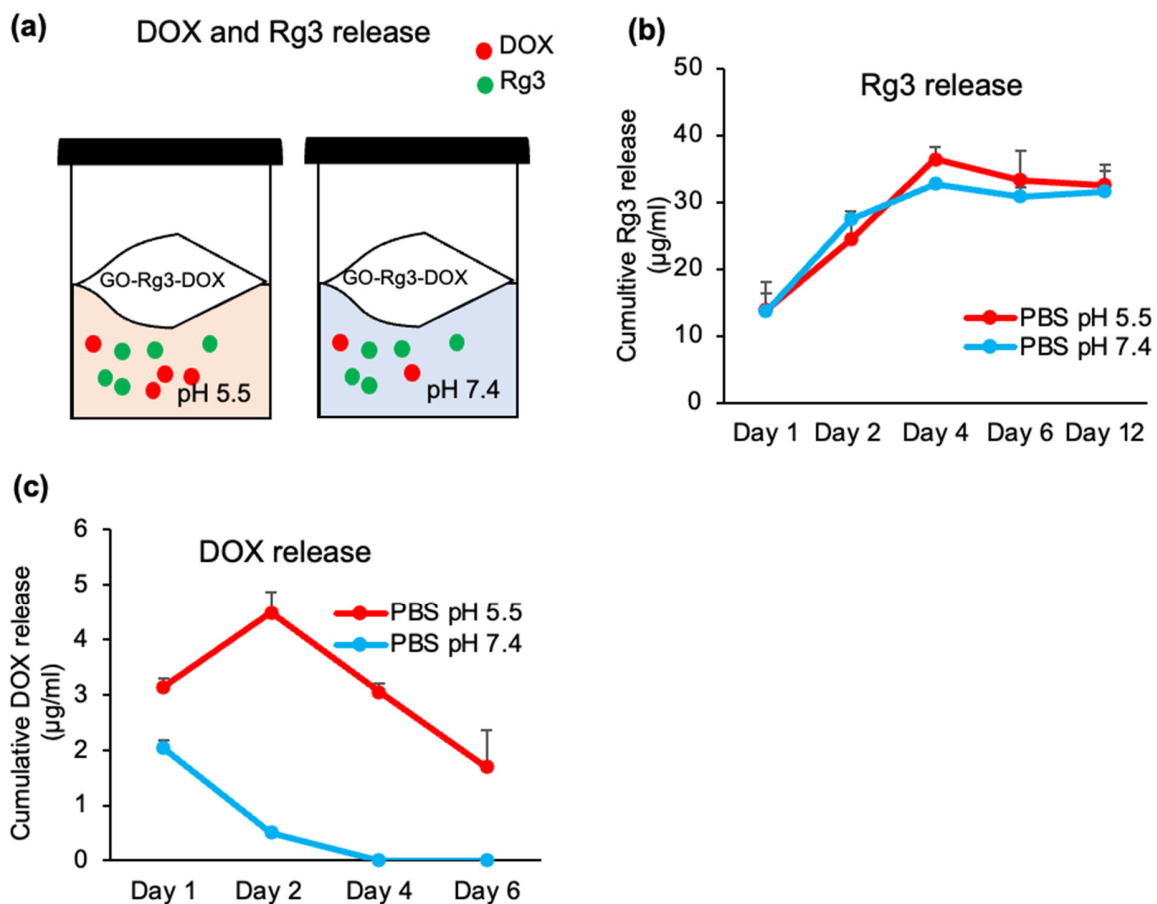 (a)
DOX and Rg3 release
DOX
Rg3
GO-Rg3-DOX
pH 5.5
GO-Rg3-DOX
pH 7.4
(b)
Rg3 release
Cumultive Rg3 release
(µg/ml)
50
40
30
20
10
0
PBS pH 5.5
PBS pH 7.4
Day 1 Day 2 Day 4 Day 6 Day 12
(c)
DOX release
Cumulative DOX release
(µg/ml)
6
5
4
3
2
1
0
PBS pH 5.5
PBS pH 7.4
Day 1 Day 2 Day 4 Day 6